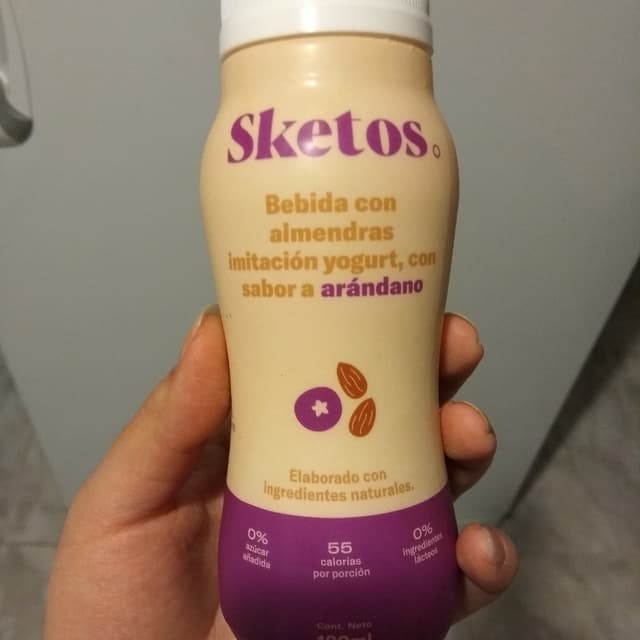 Sketos
Bebida con
almendras
imitación yogurt, con
sabor a arándano
Elaborado con
ingredientes naturales.
0%
azúcar
añadida
55
calorías
por porción
0%
ingredientes
lácteos
Cont. Neto